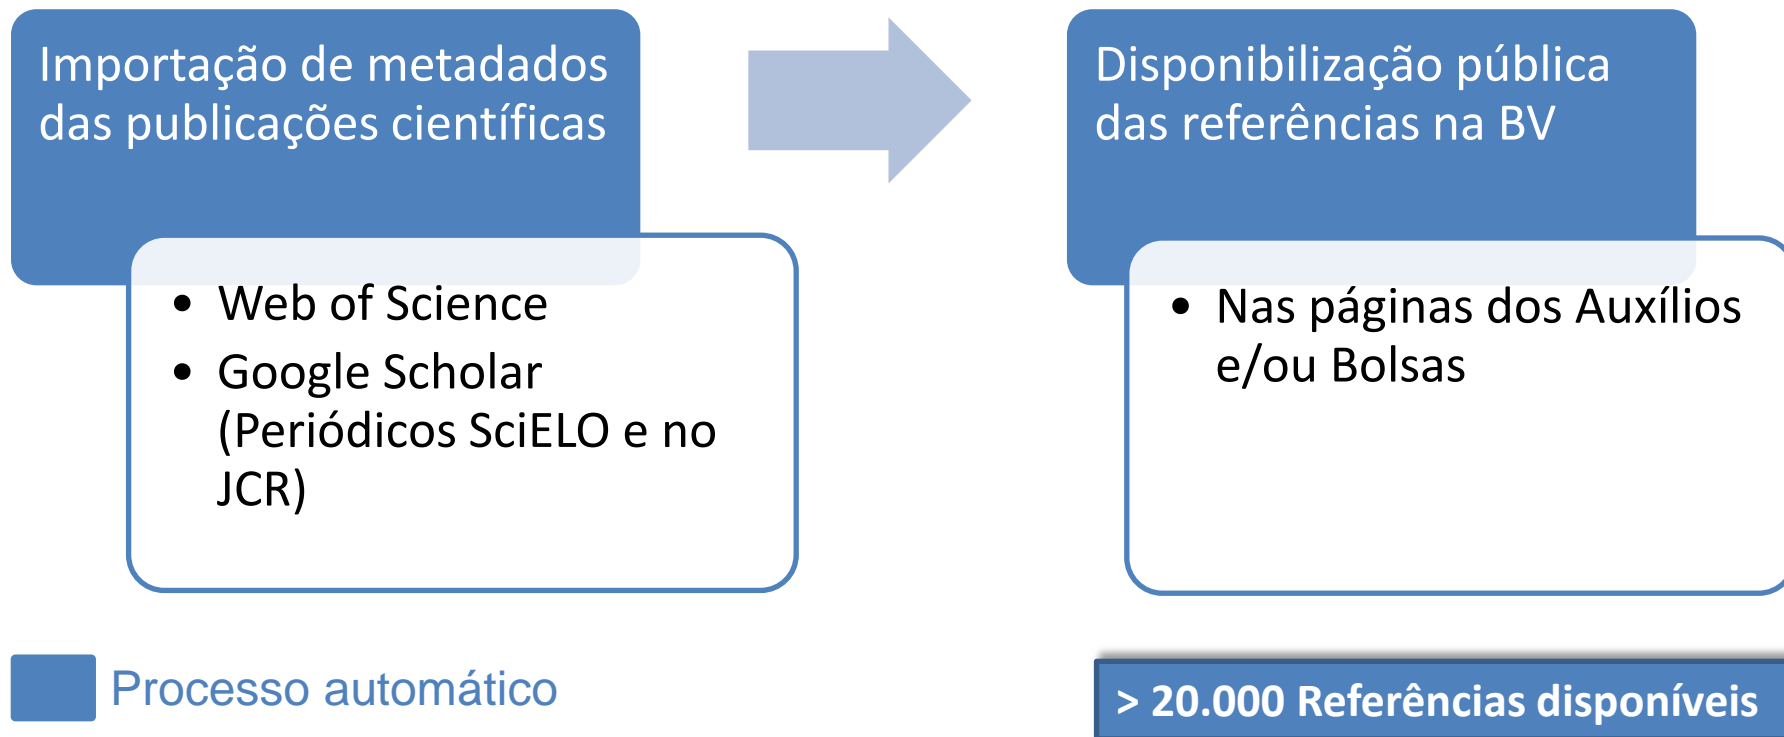 Importação de metadados
das publicações científicas
• Web of Science
• Google Scholar
(Periódicos SciELO e no
JCR)
Disponibilização pública
das referências na BV
• Nas páginas dos Auxílios
e/ou Bolsas
Processo automático
> 20.000 Referências disponíveis